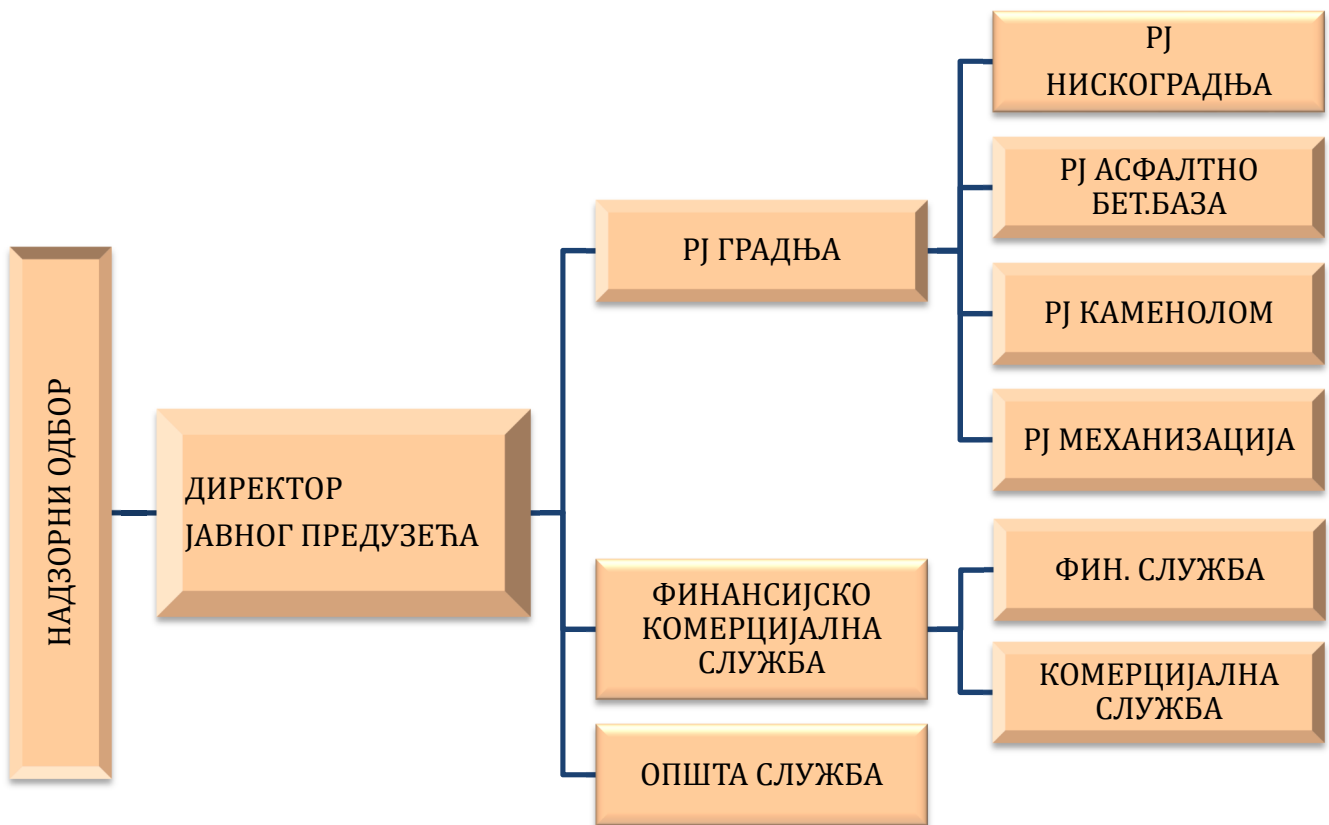 НАДЗОРНИ ОДБОР
ДИРЕКТОР
ЈАВНОГ ПРЕДУЗЕЋА
РЈ ГРАДЊА
РЈ
НИСКОГРАДЊА
РЈ АСФАЛТНО
БЕТ.БАЗА
РЈ КАМЕНОЛОМ
РЈ МЕХАНИЗАЦИЈА
ФИНАНСИЈСКО
КОМЕРЦИЈАЛНА
СЛУЖБА
ФИН. СЛУЖБА
КОМЕРЦИЈАЛНА
СЛУЖБА
ОПШТА СЛУЖБА